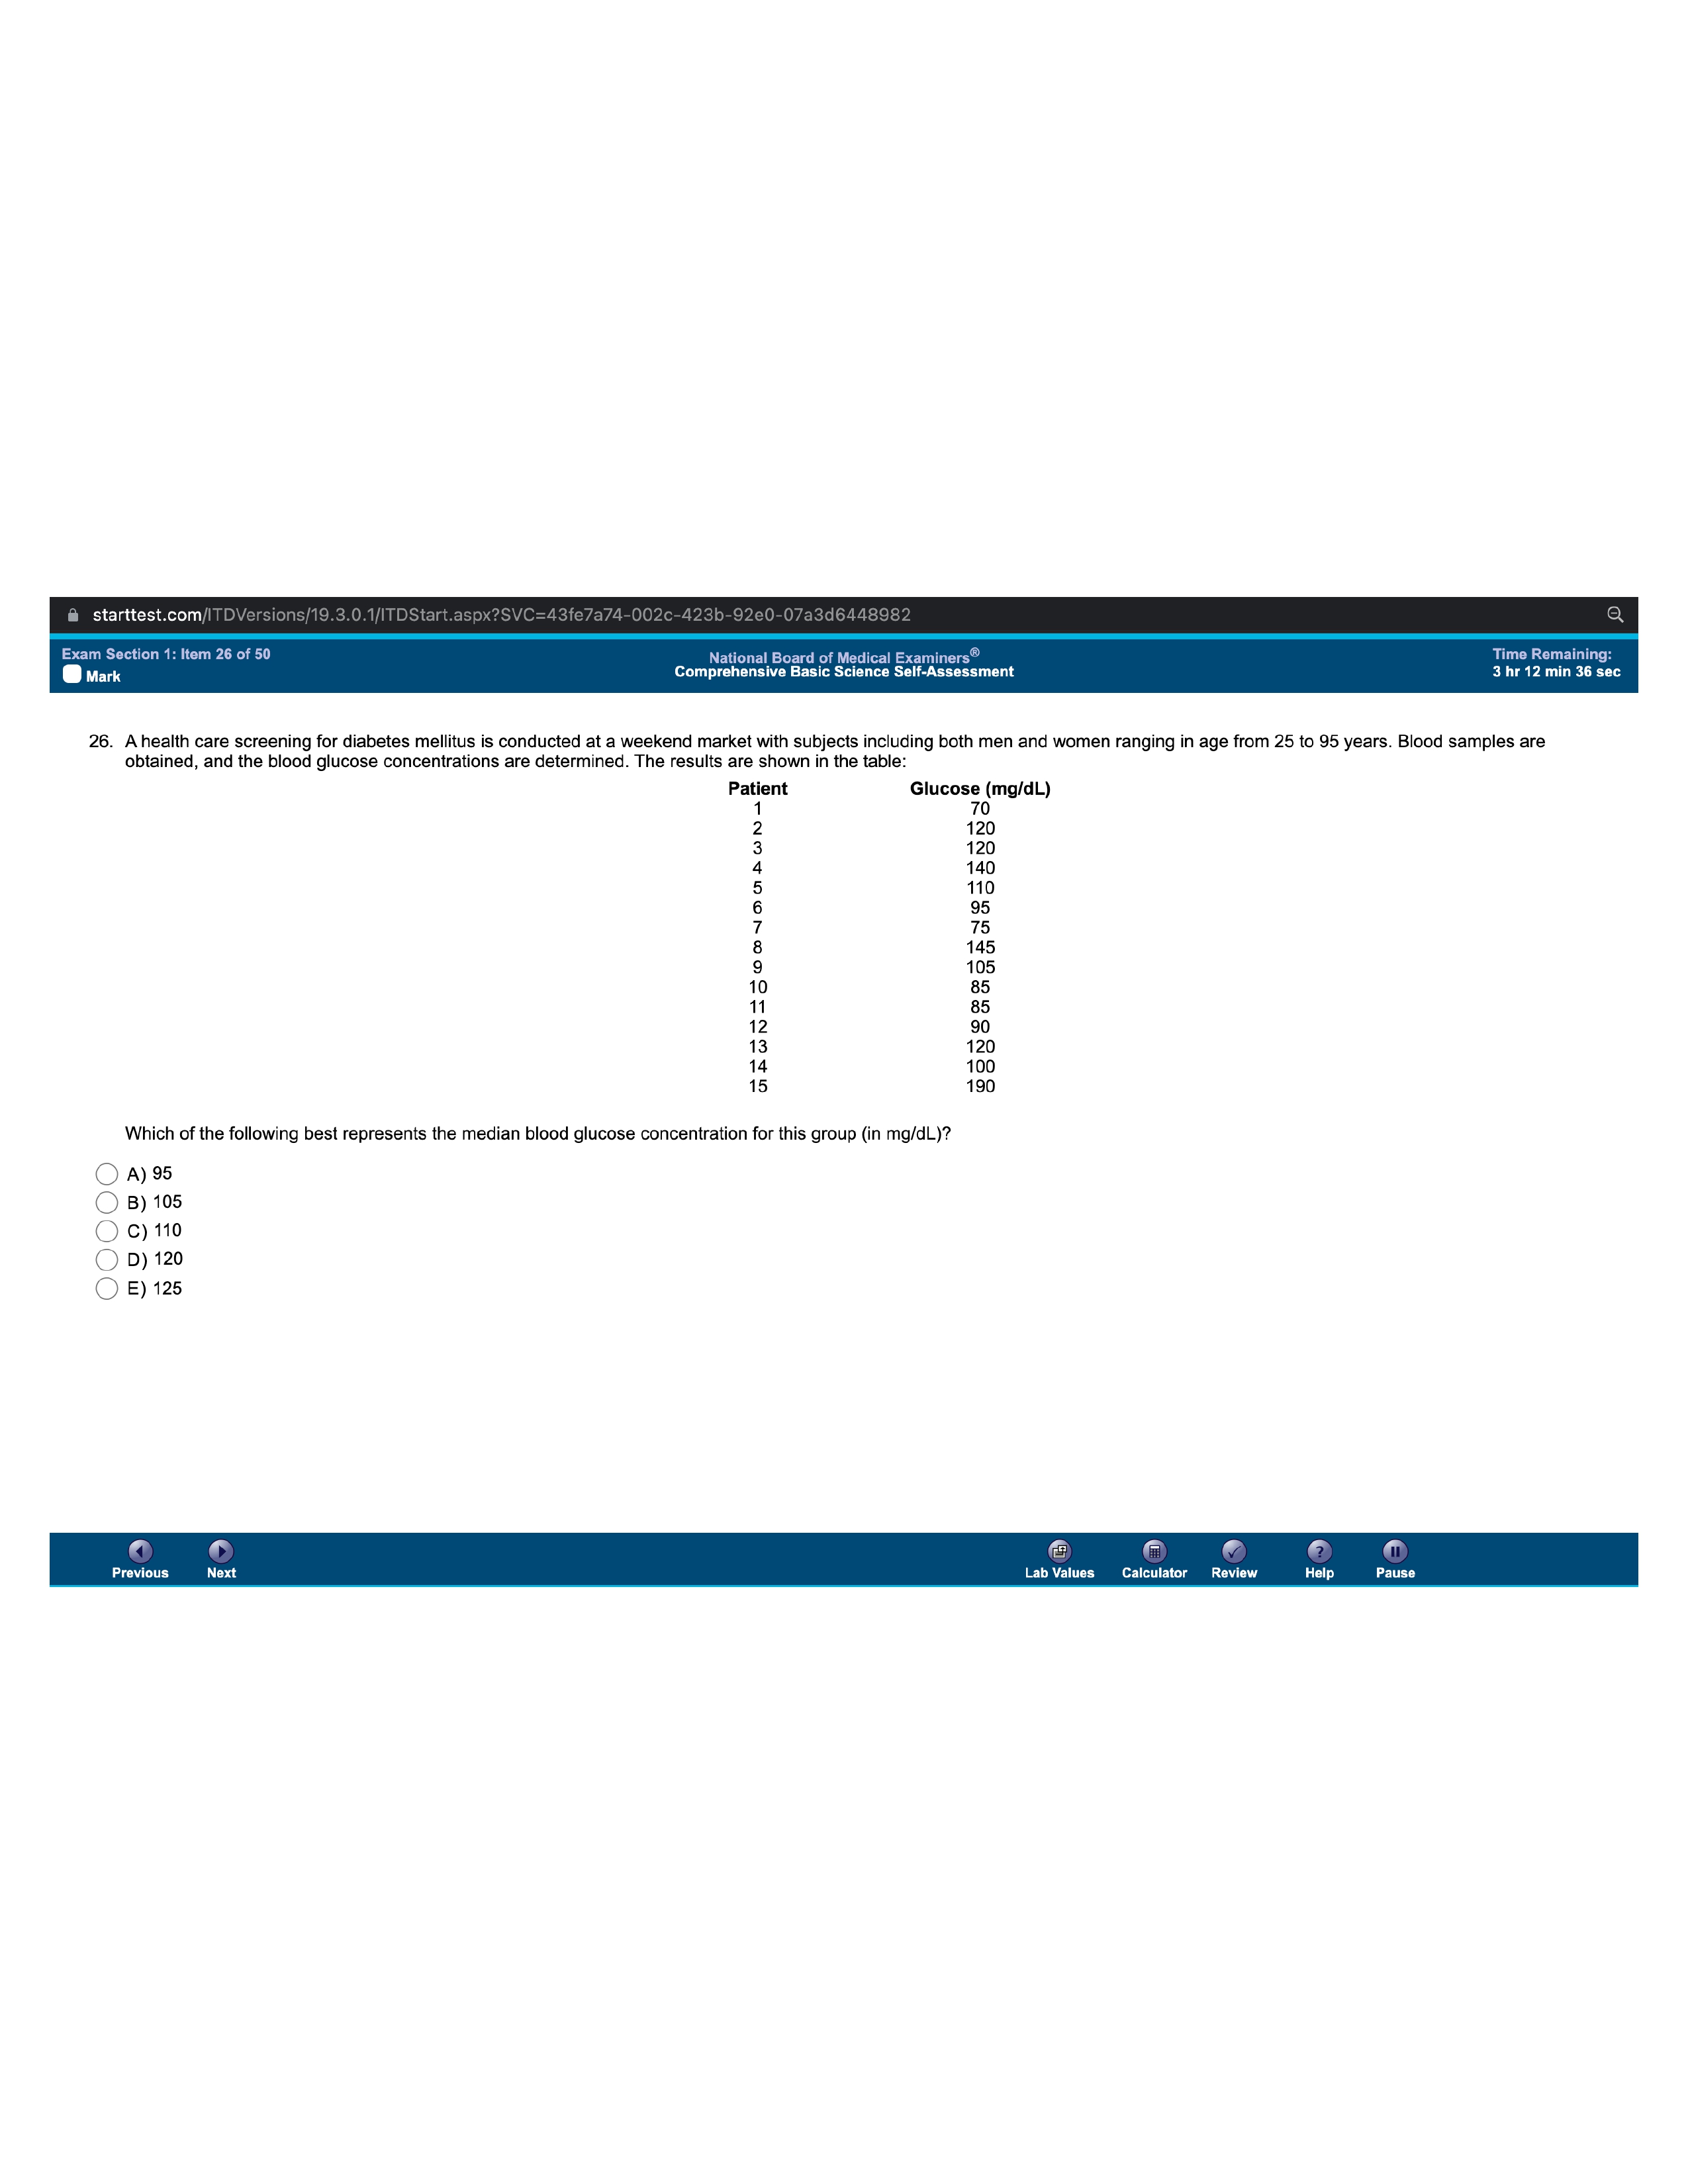 starttest.com/ITDVersions/19.3.0.1/ITDStart.aspx?SVC=43fe7a74-002c-423b-92e0-07a3d6448982
Exam Section 1: Item 26 of 50
Mark
National Board of Medical Examiners®
Comprehensive Basic Science Self-Assessment
Time Remaining:
3 hr 12 min 36 sec
26. A health care screening for diabetes mellitus is conducted at a weekend market with subjects including both men and women ranging in age from 25 to 95 years. Blood samples are
obtained, and the blood glucose concentrations are determined. The results are shown in the table:
Patient Glucose (mg/dL)
1 70
2 120
3 120
4 140
5 110
6 95
7 75
8 145
9 105
10 85
11 85
12 90
13 120
14 100
15 190
Which of the following best represents the median blood glucose concentration for this group (in mg/dL)?
A) 95
B) 105
C) 110
D) 120
E) 125
Previous Next Lab Values Calculator Review Help Pause